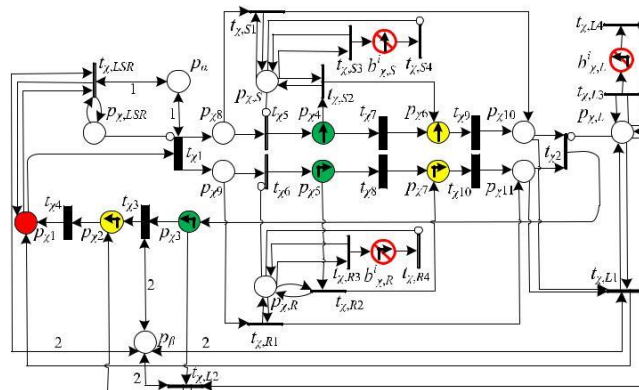 tχ,S1
tχ,L4
tχ,LSR
pα
tχ,S3
bⁱχ,S
tχ,S4
bⁱχ,L
1
pχ,S
tχ,S2
tχ,L3
pχ,LSR
1
pχ8
tχ5
pχ4
tχ7
pχ6
tχ9
pχ10
pχ,L
tχ1
tχ2
pχ9
tχ6
pχ5
tχ8
pχ7
tχ10
pχ11
tχ4
tχ3
pχ1
pχ2
pχ3
tχ,R3
bⁱχ,R
tχ,R4
2
pχ,R
tχ,R2
tχ,L1
pβ
tχ,R1
2
2
2
tχ,L2